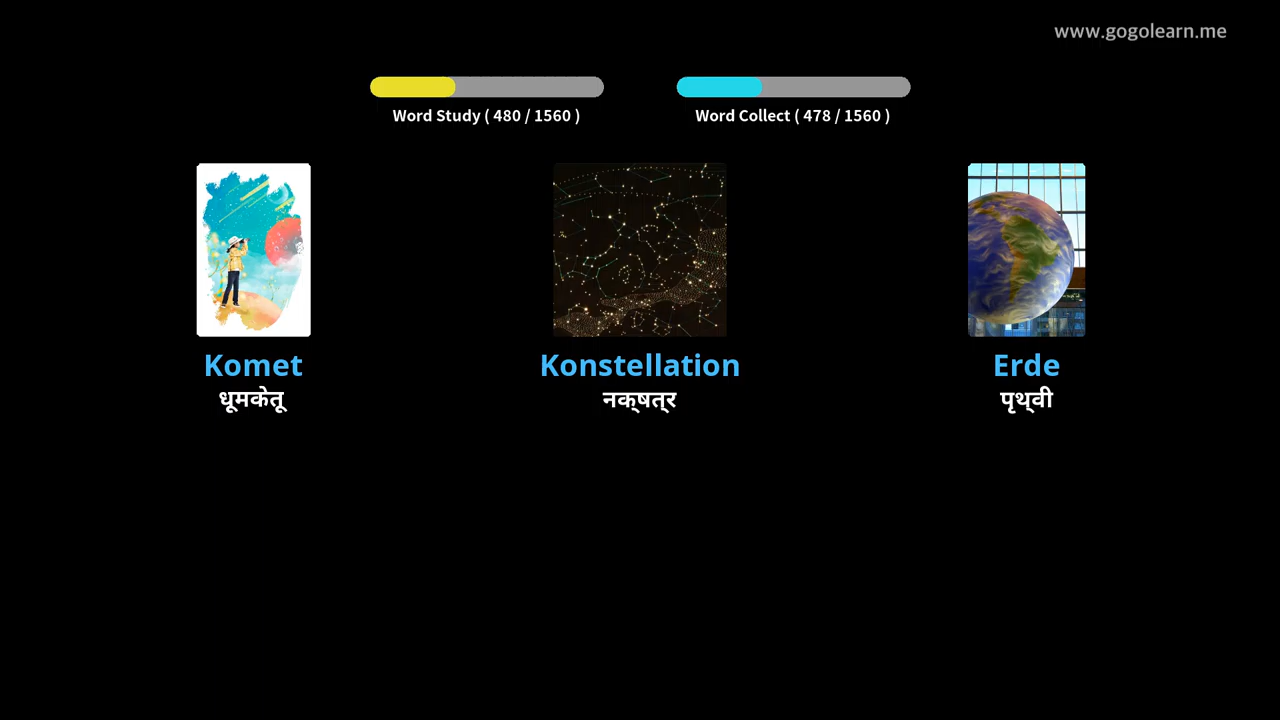 www.gogolearn.me
Word Study ( 480 / 1560 )
Word Collect ( 478 / 1560 )
Komet
Konstellation
Erde
धूमकेतू
नक्षत्र
पृथ्वी